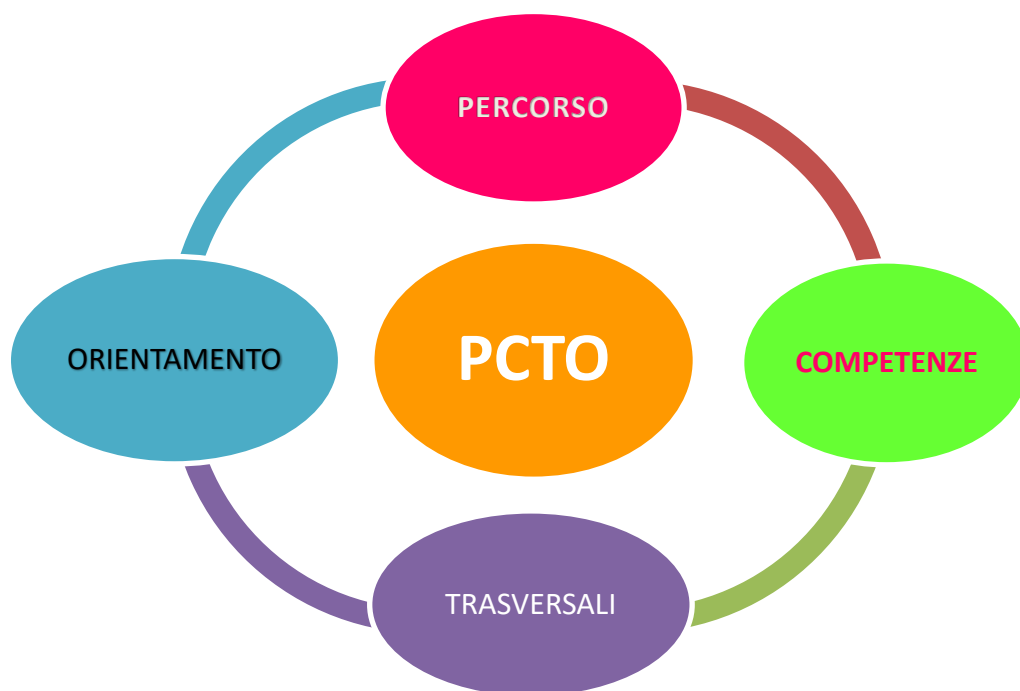 PERCORSO
ORIENTAMENTO
PCTO
COMPETENZE
TRASVERSALI